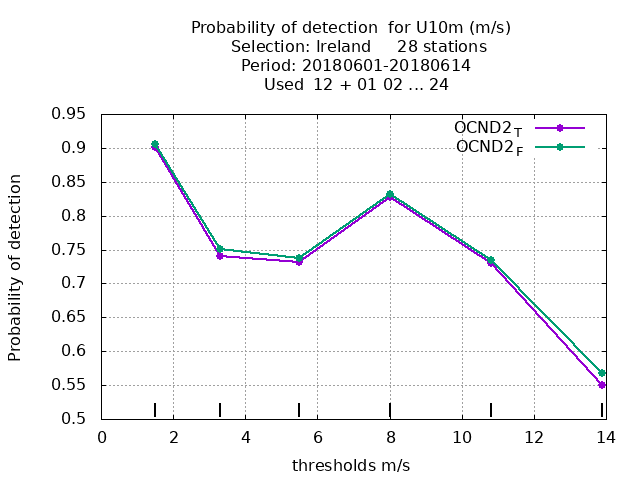 Probability of detection  for U10m (m/s)
Selection: Ireland     28 stations
Period: 20180601-20180614
Used  12 + 01 02 ... 24
OCND2T
OCND2F
Probability of detection
0.95
0.9
0.85
0.8
0.75
0.7
0.65
0.6
0.55
0.5
0 2 4 6 8 10 12 14
thresholds m/s